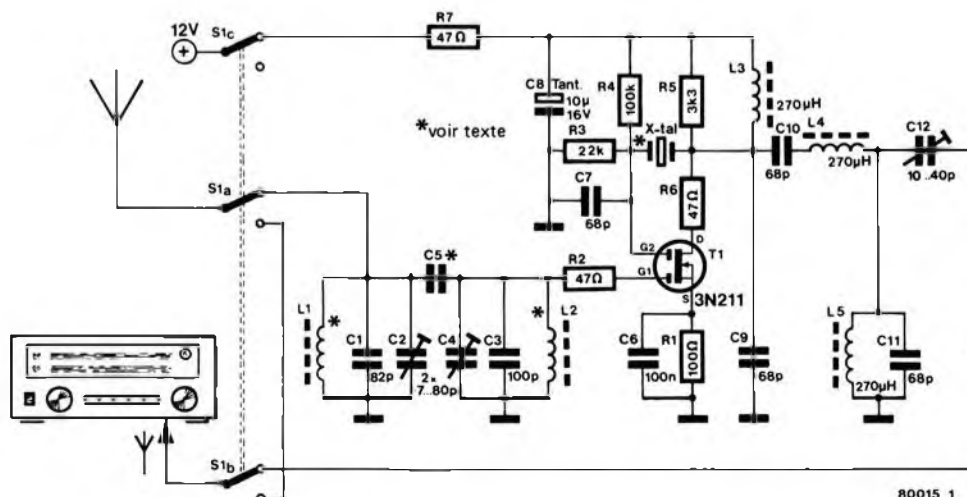 12V
S1c
R7
47Ω
C8 Tant.
10µ
16V
R4
100k
R5
3k3
L3
270µH
*voir texte
R3
22k
* X-tal
C10
68p
L4
270µH
C12
10...40p
S1a
C7
68p
R6
47Ω
D
G2
T1
G1
S
3N211
C5*
R2
47Ω
L1
*
C1
82p
C2
2x
7...80p
C4
C3
100p
*
L2
C6
100n
R1
100Ω
C9
68p
L5
270µH
C11
68p
S1b
80015 1